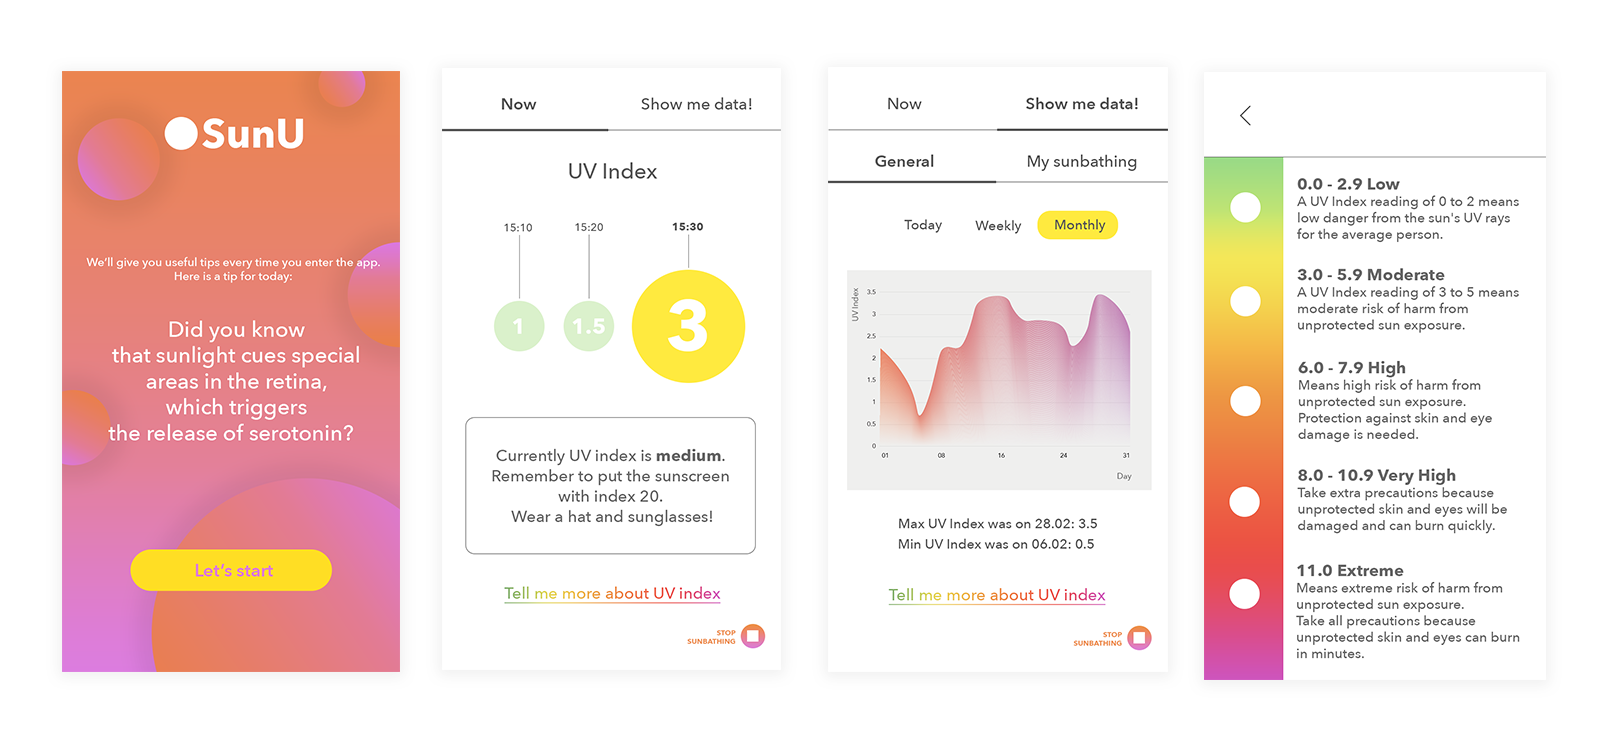 SunU
We'll give you useful tips every time you enter the app.
Here is a tip for today:
Did you know
that sunlight cues special
areas in the retina,
which triggers
the release of serotonin?
Let's start
Now
Show me data!
UV Index
15:10
15:20
15:30
1
1.5
3
Currently UV index is medium.
Remember to put the sunscreen
with index 20.
Wear a hat and sunglasses!
Tell me more about UV index
STOP
SUNBATHING
Now
Show me data!
General
My sunbathing
Today
Weekly
Monthly
UV Index
3.5
3
2.5
2
1.5
1
0.5
0
01
08
16
24
31
Day
Max UV Index was on 28.02: 3.5
Min UV Index was on 06.02: 0.5
Tell me more about UV index
STOP
SUNBATHING
0.0 - 2.9 Low
A UV Index reading of 0 to 2 means
low danger from the sun's UV rays
for the average person.
3.0 - 5.9 Moderate
A UV Index reading of 3 to 5 means
moderate risk of harm from
unprotected sun exposure.
6.0 - 7.9 High
Means high risk of harm from
unprotected sun exposure.
Protection against skin and eye
damage is needed.
8.0 - 10.9 Very High
Take extra precautions because
unprotected skin and eyes will be
damaged and can burn quickly.
11.0 Extreme
Means extreme risk of harm from
unprotected sun exposure.
Take all precautions because
unprotected skin and eyes can burn
in minutes.